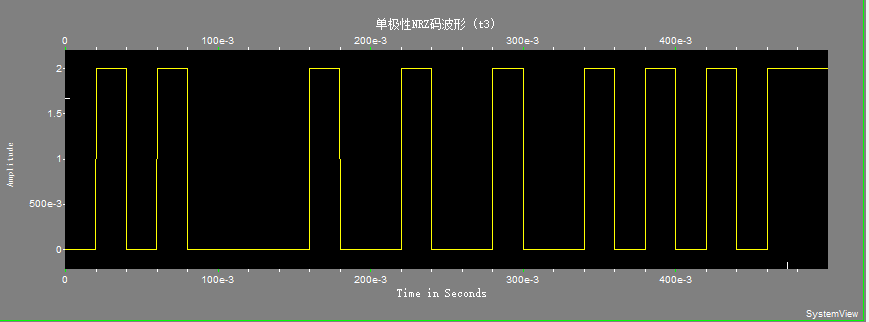 单极性NRZ码波形 (t3)
0 100e-3 200e-3 300e-3 400e-3
2
1.5
Amplitude
1
500e-3
0
0 100e-3 200e-3 300e-3 400e-3
Time in Seconds
SystemView